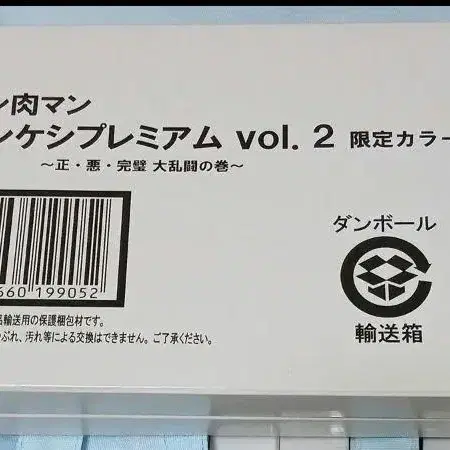 ン肉マン
ンケシプレミアム vol. 2 限定カラー
～正・悪・完璧 大乱闘の巻～
ダンボール
660 199052
輸送箱
品輸送用の保護梱包材です。
つぶれ、汚れ等による交換はできません。ご了承ください。